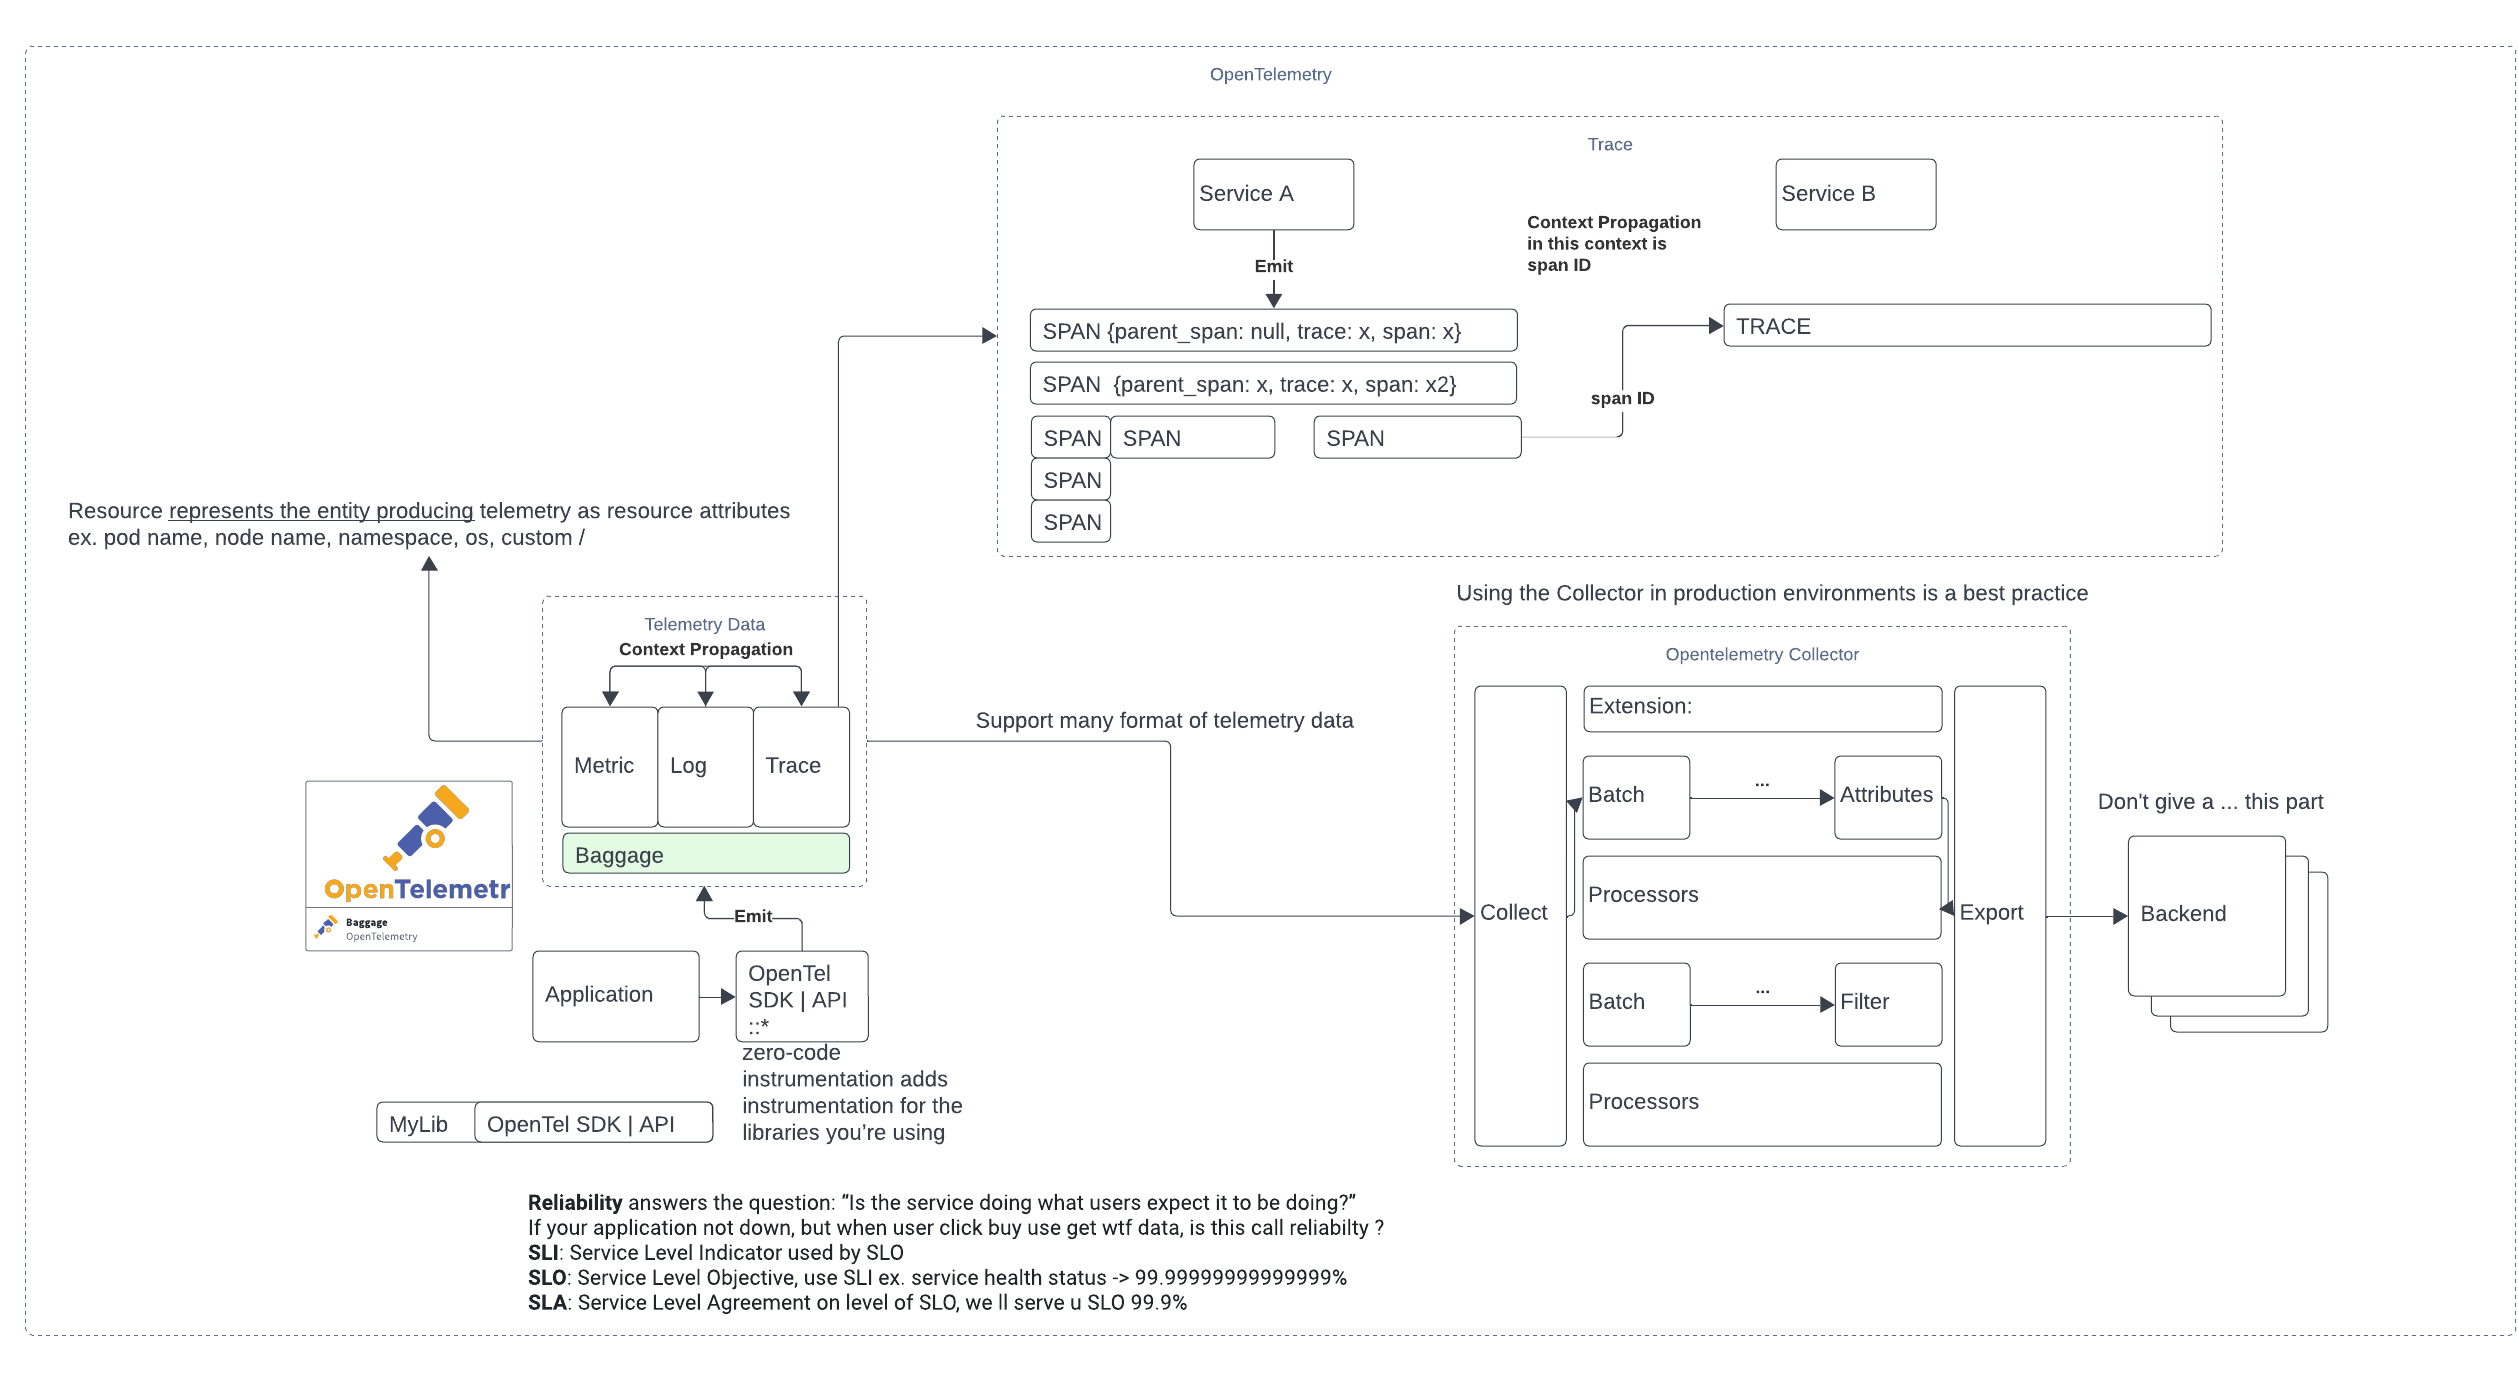 OpenTelemetry
Trace
Service A
Service B
Context Propagation
in this context is
span ID
Emit
SPAN {parent_span: null, trace: x, span: x}
TRACE
SPAN  {parent_span: x, trace: x, span: x2}
span ID
SPAN
SPAN
SPAN
SPAN
SPAN
Resource represents the entity producing telemetry as resource attributes
ex. pod name, node name, namespace, os, custom /
Telemetry Data
Context Propagation
Metric
Log
Trace
Baggage
OpenTelemetr
Baggage
OpenTelemetry
Emit
Application
OpenTel
SDK | API
::*
zero-code
instrumentation adds
instrumentation for the
libraries you’re using
MyLib
OpenTel SDK | API
Support many format of telemetry data
Using the Collector in production environments is a best practice
Opentelemetry Collector
Collect
Extension:
Batch
...
Attributes
Processors
Batch
...
Filter
Processors
Export
Don't give a ... this part
Backend
Reliability answers the question: “Is the service doing what users expect it to be doing?”
If your application not down, but when user click buy use get wtf data, is this call reliabilty ?
SLI: Service Level Indicator used by SLO
SLO: Service Level Objective, use SLI ex. service health status -> 99.99999999999999%
SLA: Service Level Agreement on level of SLO, we ll serve u SLO 99.9%